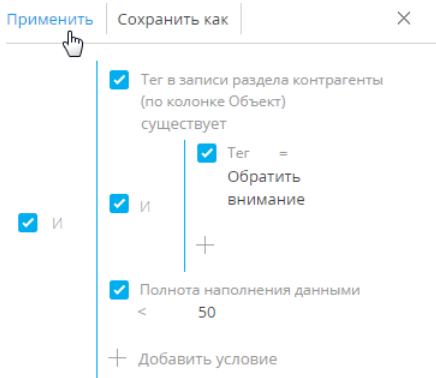 Применить Сохранить как
Тег в записи раздела контрагенты
(по колонке Объект)
существует
Тег =
Обратить
внимание
И
И
Полнота наполнения данными
< 50
Добавить условие